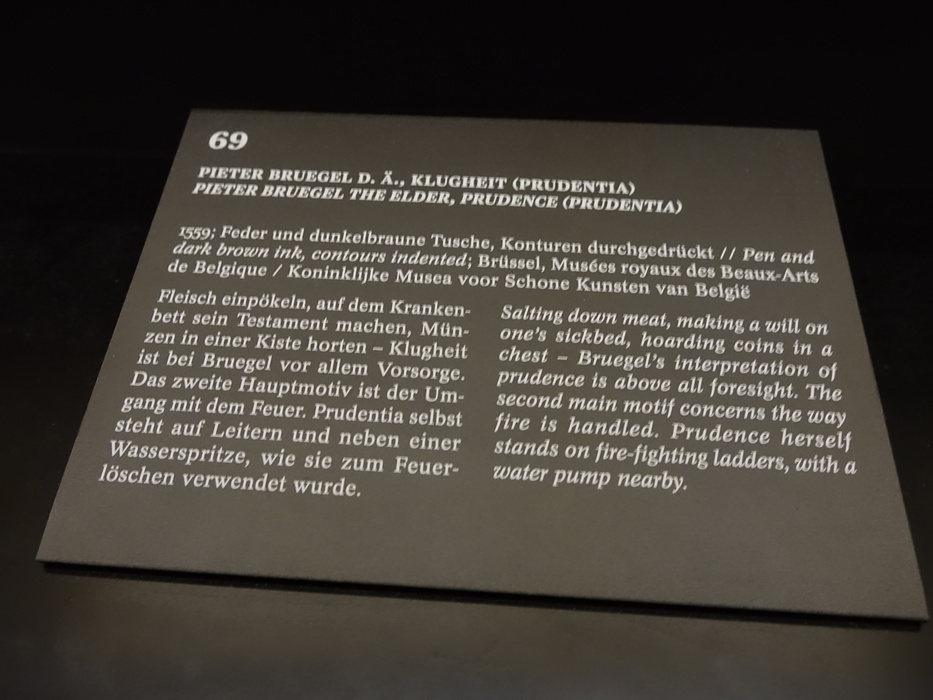 69
PIETER BRUEGEL D. Ä., KLUGHEIT (PRUDENTIA)
PIETER BRUEGEL THE ELDER, PRUDENCE (PRUDENTIA)
1559; Feder und dunkelbraune Tusche, Konturen durchgedrückt // Pen and
dark brown ink, contours indented; Brüssel, Musées royaux des Beaux-Arts
de Belgique / Koninklijke Musea voor Schone Kunsten van België
Fleisch einpökeln, auf dem Kranken-
bett sein Testament machen, Mün-
zen in einer Kiste horten – Klugheit
ist bei Bruegel vor allem Vorsorge.
Das zweite Hauptmotiv ist der Um-
gang mit dem Feuer. Prudentia selbst
steht auf Leitern und neben einer
Wasserspritze, wie sie zum Feuer-
löschen verwendet wurde.
Salting down meat, making a will on
one's sickbed, hoarding coins in a
chest – Bruegel's interpretation of
prudence is above all foresight. The
second main motif concerns the way
fire is handled. Prudence herself
stands on fire-fighting ladders, with a
water pump nearby.